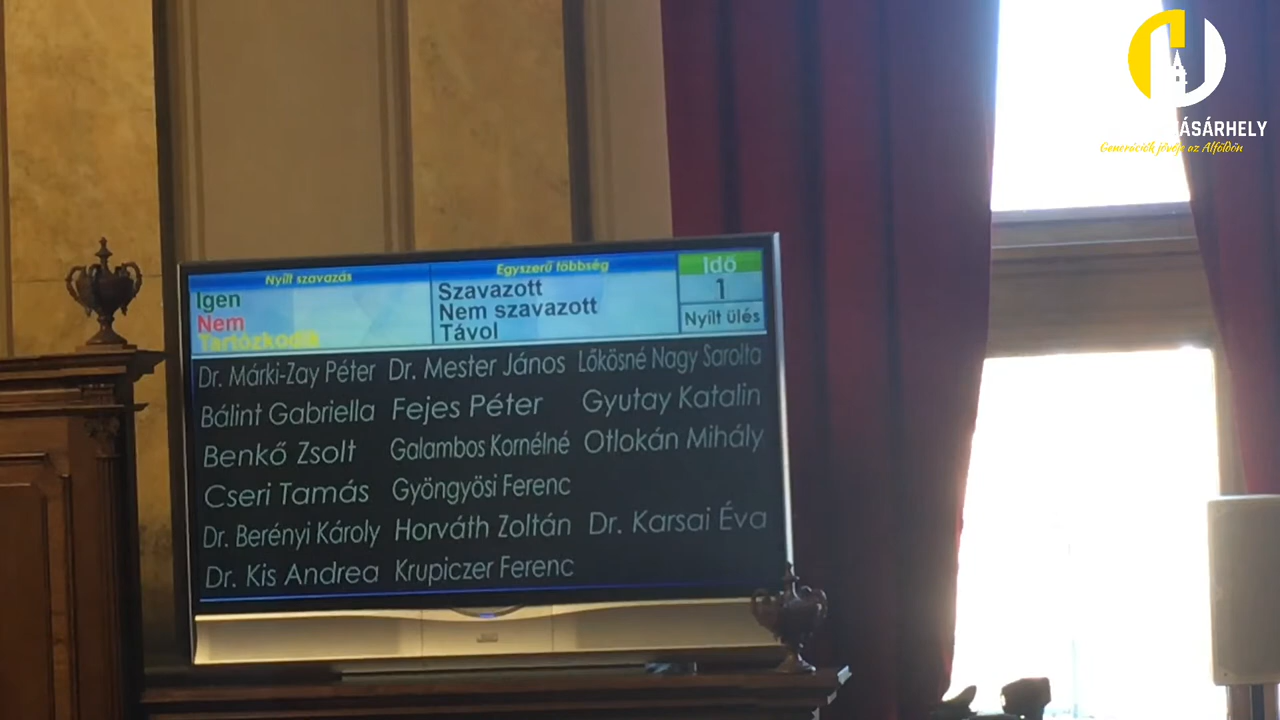 ÁSÁRHELY
Generációk jövője az Alföldön
Nyílt szavazás
Egyszerű többség
Idő
Igen
Nem
Tartózkodik
Szavazott
Nem szavazott
Távol
1
Nyílt ülés
Dr. Márki-Zay Péter Dr. Mester János Lőkösné Nagy Sarolta
Bálint Gabriella Fejes Péter Gyutay Katalin
Benkő Zsolt Galambos Kornélné Otlokán Mihály
Cseri Tamás Gyöngyösi Ferenc
Dr. Berényi Károly Horváth Zoltán Dr. Karsai Éva
Dr. Kis Andrea Krupiczer Ferenc